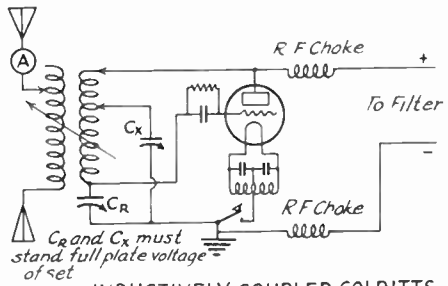 A
R F Choke
+
To Filter
Cx
CR
−
R F Choke
CR and Cx must
stand full plate voltage
of set
INDUCTIVELY COUPLED COLPITTS